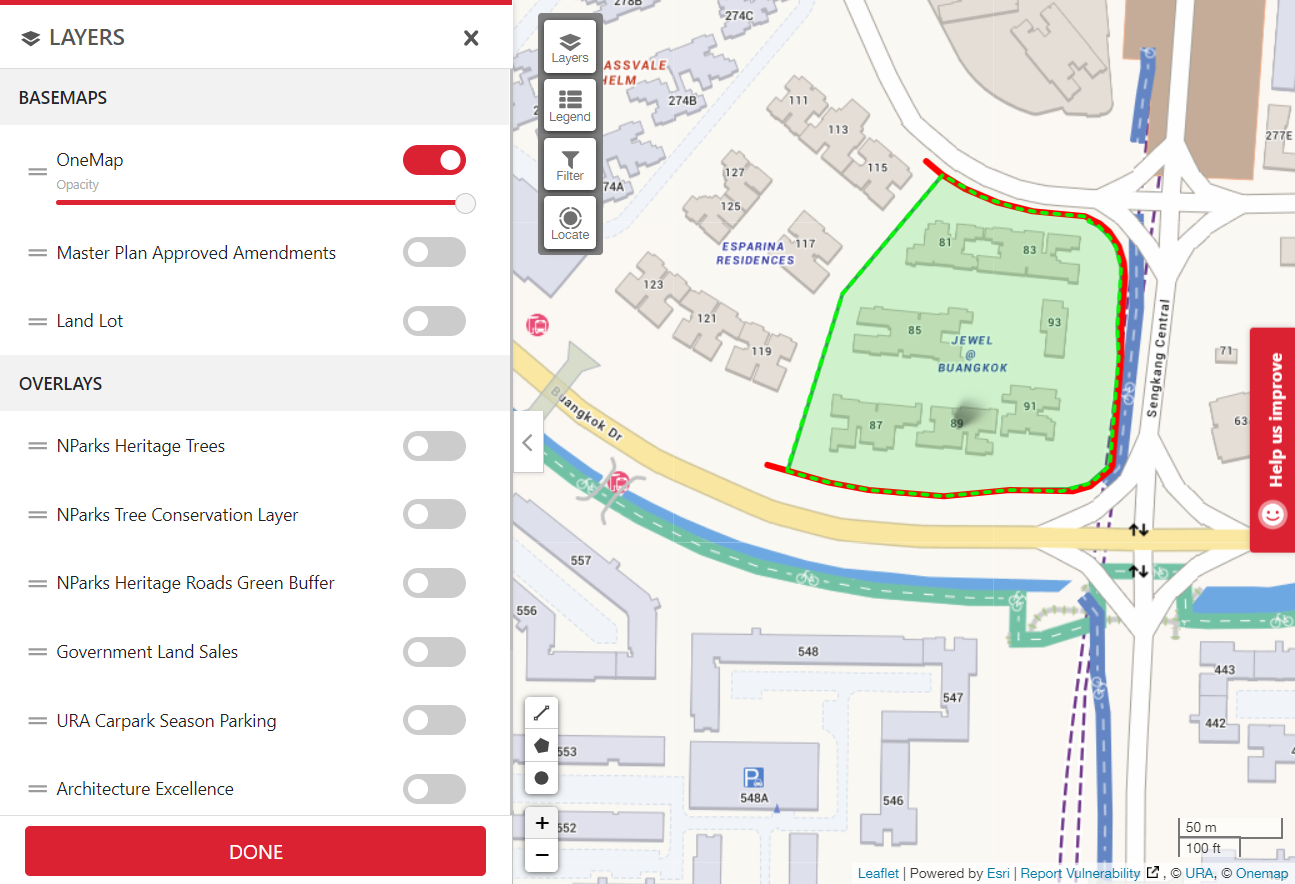 LAYERS
BASEMAPS
OneMap
Opacity
Master Plan Approved Amendments
Land Lot
OVERLAYS
NParks Heritage Trees
NParks Tree Conservation Layer
NParks Heritage Roads Green Buffer
Government Land Sales
URA Carpark Season Parking
Architecture Excellence
DONE
Layers
Legend
Filter
Locate
278B
274C
ASSVALE
HELM
274B
74A
111
113
115
127
125
117
ESPARINA
RESIDENCES
123
121
119
277E
81
83
85
93
JEWEL
@
BUANGKOK
87
89
91
Sengkang Central
Buangkok Dr
71
63
Help us improve
557
556
548
547
443
442
553
548A
546
552
+
−
50 m
100 ft
Leaflet | Powered by Esri | Report Vulnerability , © URA, © Onemap